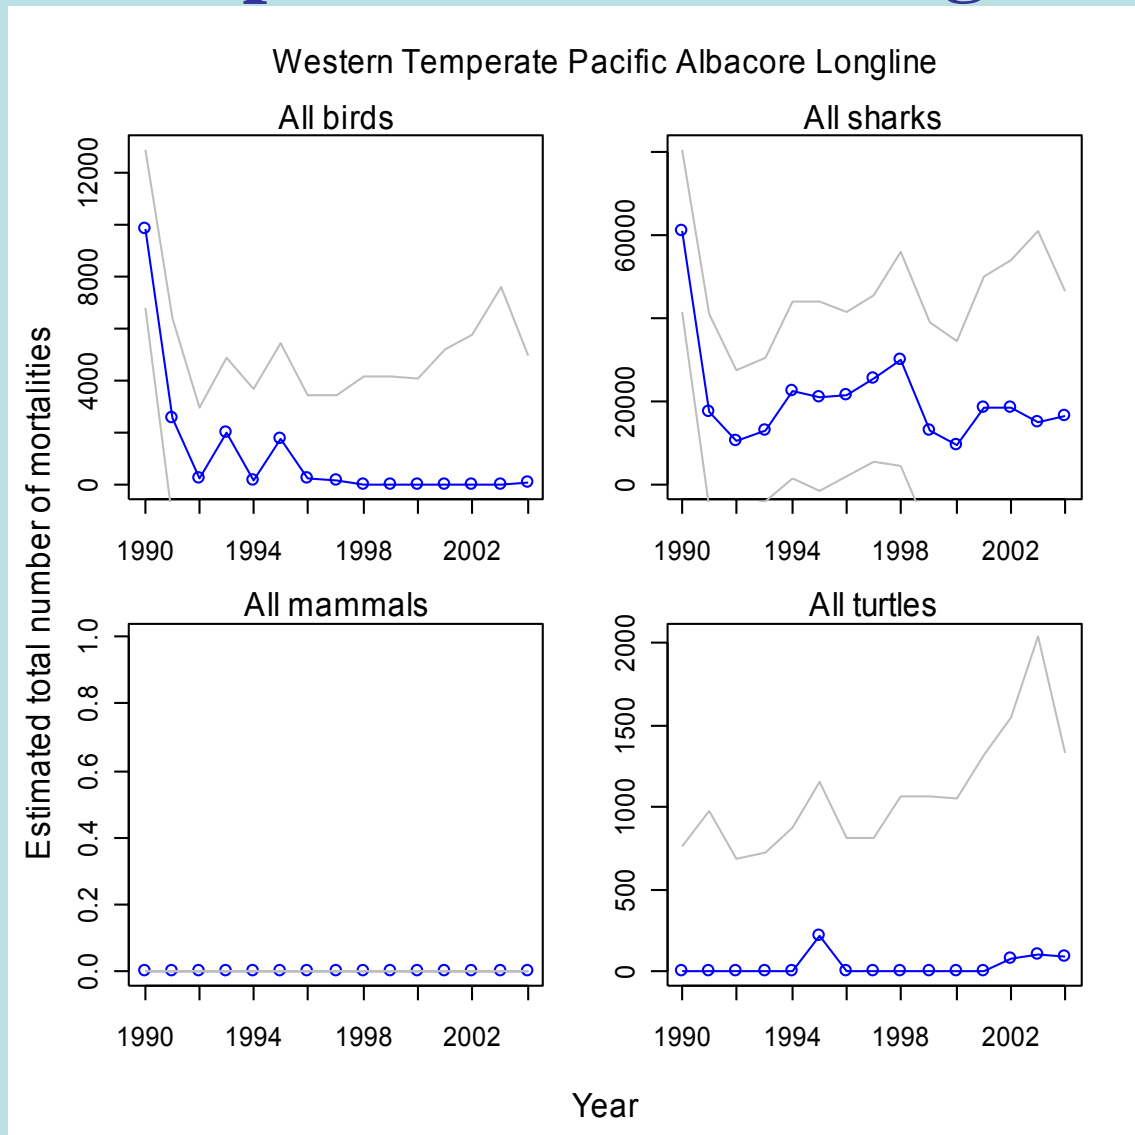 Western Temperate Pacific Albacore Longline
All birds
All sharks
12000
8000
4000
0
60000
20000
0
1990 1994 1998 2002
1990 1994 1998 2002
Estimated total number of mortalities
All mammals
All turtles
1.0
0.8
0.6
0.4
0.2
0.0
2000
1500
1000
500
0
1990 1994 1998 2002
1990 1994 1998 2002
Year